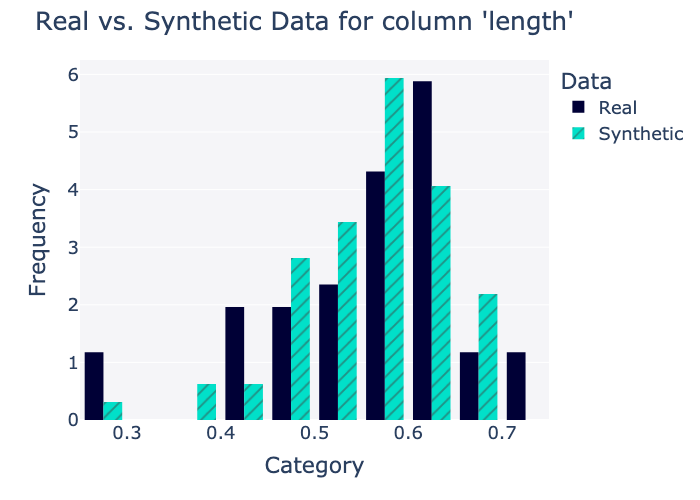 Real vs. Synthetic Data for column 'length'
Data
Real
Synthetic
Frequency
6
5
4
3
2
1
0
0.3 0.4 0.5 0.6 0.7
Category